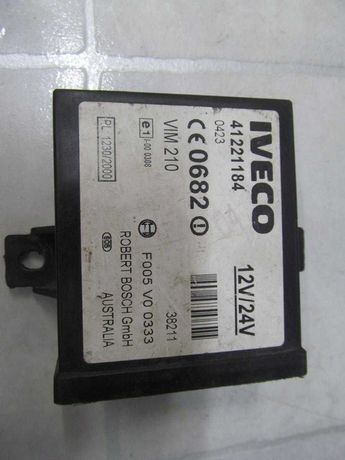 IVECO
41221184
0423
12V/24V
CE 0682
VIM 210
e1
PL 1230/2000
38211
F005 V0 0333
ROBERT BOSCH GmbH
AUSTRALIA